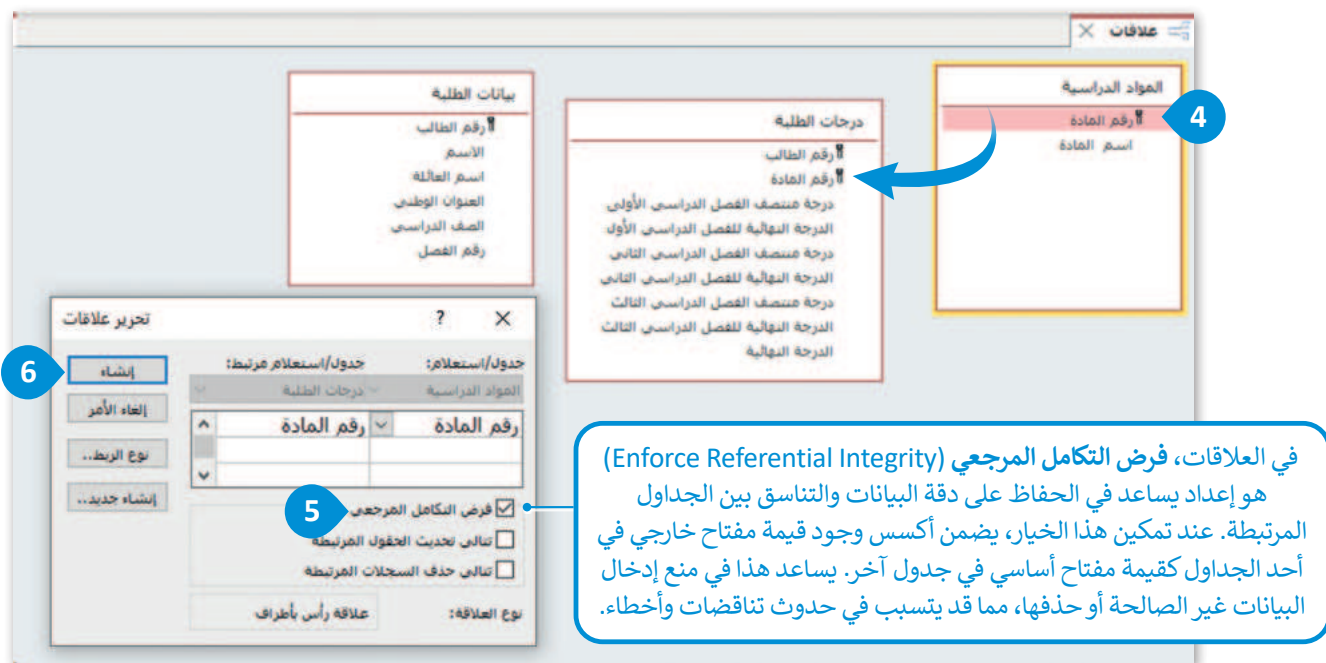 علاقات
المواد الدراسية
رقم المادة
اسم المادة
4
درجات الطلبة
رقم الطالب
رقم المادة
درجة منتصف الفصل الدراسي الأولى
الدرجة النهائية للفصل الدراسي الأول
درجة منتصف الفصل الدراسي الثاني
الدرجة النهائية للفصل الدراسي الثاني
درجة منتصف الفصل الدراسي الثالث
الدرجة النهائية للفصل الدراسي الثالث
الدرجة النهائية
بيانات الطلبة
رقم الطالب
الاسم
اسم العائلة
العنوان الوطني
الصف الدراسي
رقم الفصل
تحرير علاقات
? ×
جدول/استعلام: جدول/استعلام مرتبط:
المواد الدراسية درجات الطلبة
رقم المادة رقم المادة
5
فرض التكامل المرجعي
تتالي تحديث الحقول المرتبطة
تتالي حذف السجلات المرتبطة
نوع العلاقة: علاقة رأس بأطراف
6
إنشاء
إلغاء الأمر
نوع الربط..
إنشاء جديد..
في العلاقات، فرض التكامل المرجعي (Enforce Referential Integrity)
هو إعداد يساعد في الحفاظ على دقة البيانات والتناسق بين الجداول
المرتبطة. عند تمكين هذا الخيار، يضمن أكسس وجود قيمة مفتاح خارجي في
أحد الجداول كقيمة مفتاح أساسي في جدول آخر. يساعد هذا في منع إدخال
البيانات غير الصالحة أو حذفها، مما قد يتسبب في حدوث تناقضات وأخطاء.